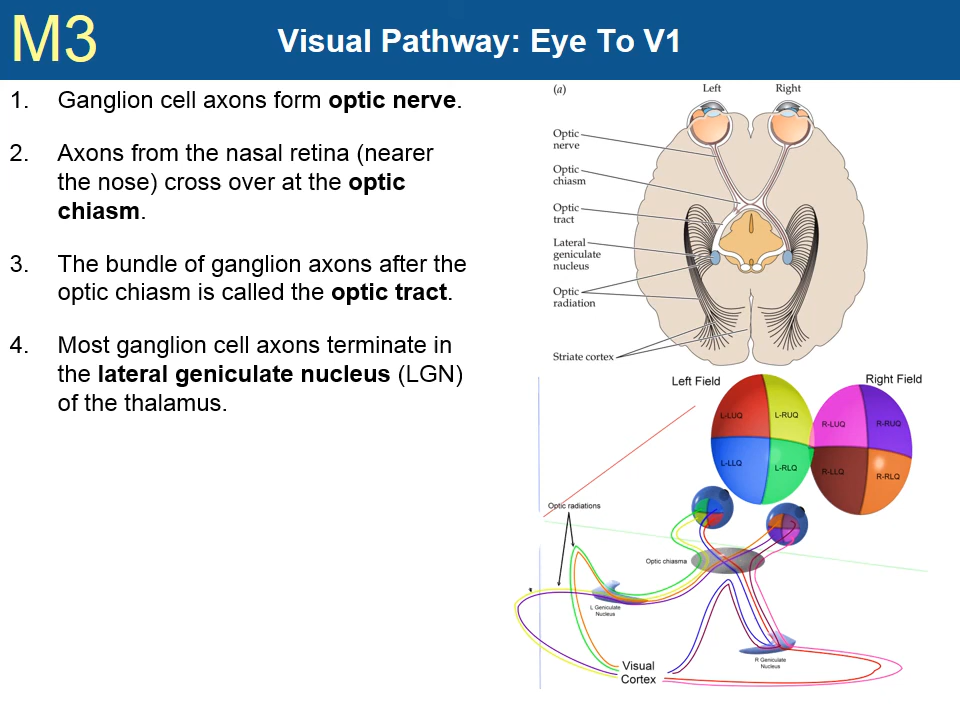 M3
Visual Pathway: Eye To V1
1. Ganglion cell axons form optic nerve.
2. Axons from the nasal retina (nearer
the nose) cross over at the optic
chiasm.
3. The bundle of ganglion axons after the
optic chiasm is called the optic tract.
4. Most ganglion cell axons terminate in
the lateral geniculate nucleus (LGN)
of the thalamus.
(a)
Left
Right
Optic
nerve
Optic
chiasm
Optic
tract
Lateral
geniculate
nucleus
Optic
radiation
Striate cortex
Left Field
Right Field
L-LUQ
L-RUQ
R-LUQ
R-RUQ
L-LLQ
L-RLQ
R-LLQ
R-RLQ
Optic radiations
Optic chiasma
L Geniculate
Nucleus
R Geniculate
Nucleus
Visual
Cortex